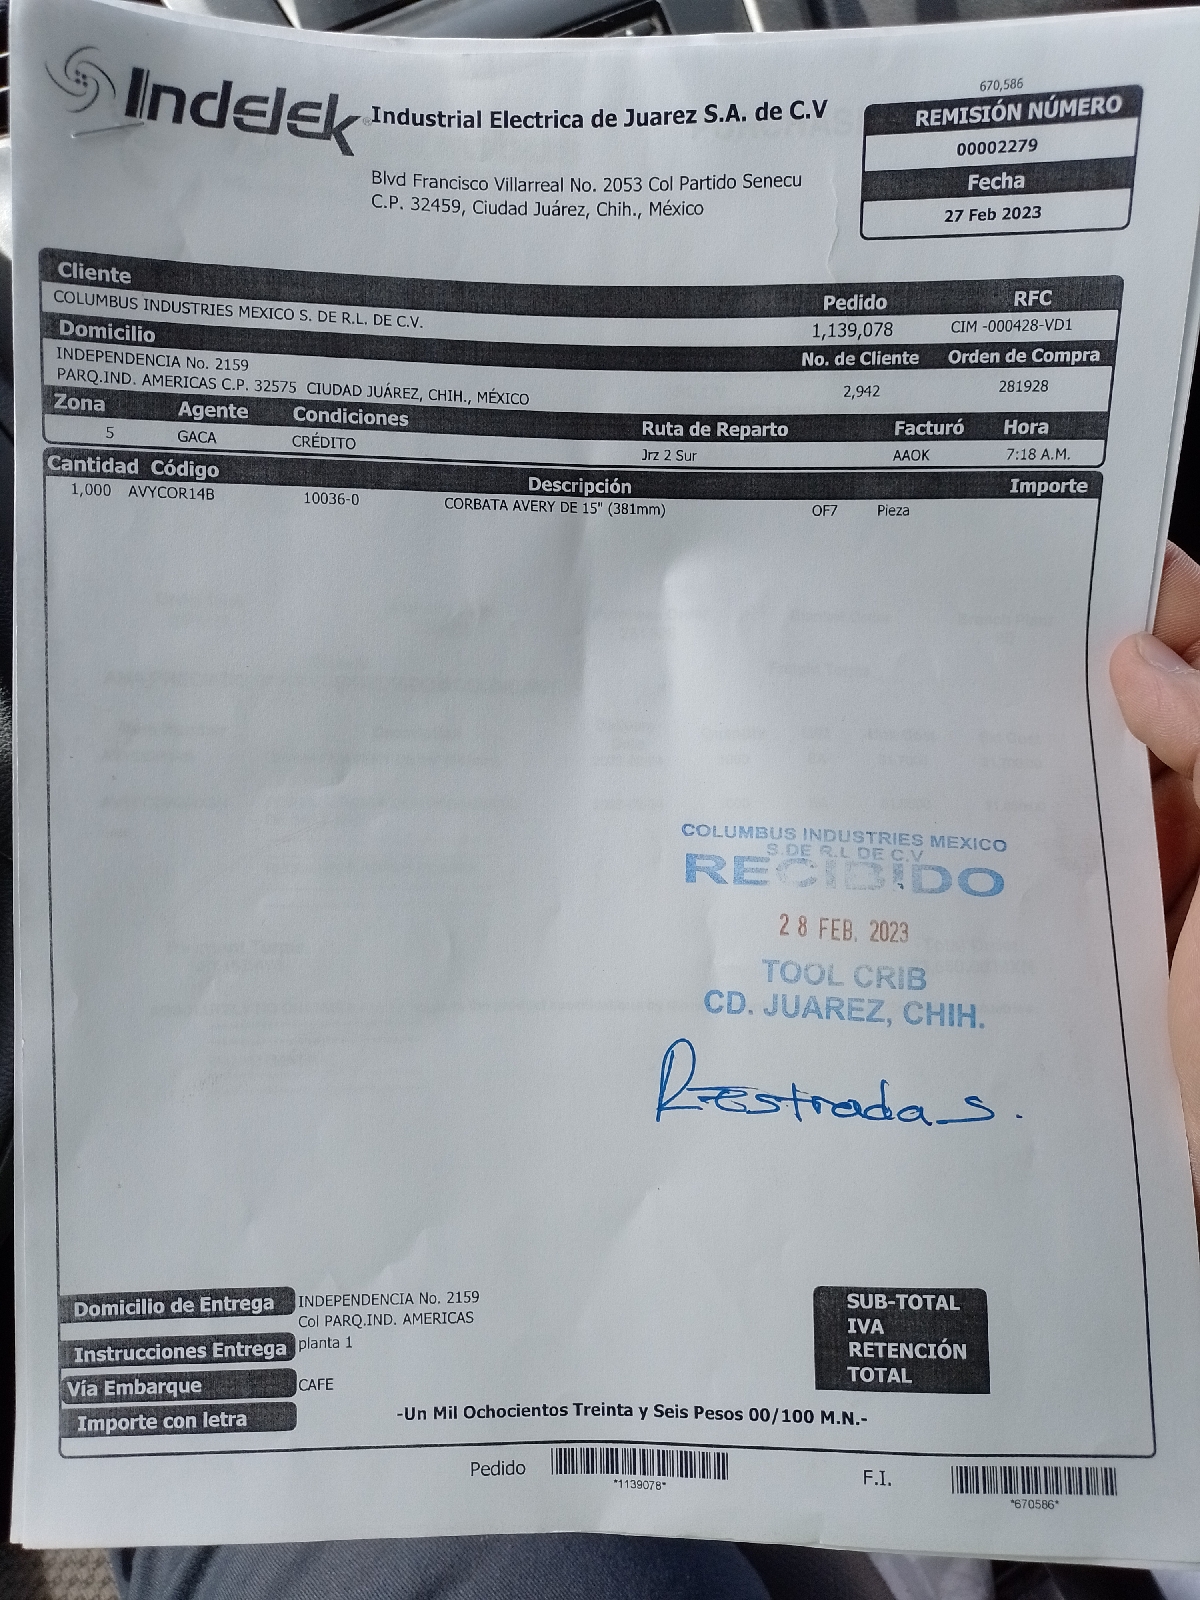 670,586
Indelek
Industrial Electrica de Juarez S.A. de C.V
REMISIÓN NÚMERO
00002279
Blvd Francisco Villarreal No. 2053 Col Partido Senecu
C.P. 32459, Ciudad Juárez, Chih., México
Fecha
27 Feb 2023
Cliente Pedido RFC
COLUMBUS INDUSTRIES MEXICO S. DE R.L. DE C.V. 1,139,078 CIM -000428-VD1
Domicilio No. de Cliente Orden de Compra
INDEPENDENCIA No. 2159
PARQ.IND. AMERICAS C.P. 32575 CIUDAD JUÁREZ, CHIH., MÉXICO 2,942 281928
Zona Agente Condiciones Ruta de Reparto Facturó Hora
5 GACA CRÉDITO Jrz 2 Sur AAOK 7:18 A.M.
Cantidad Código Descripción Importe
1,000 AVYCOR14B 10036-0 CORBATA AVERY DE 15" (381mm) OF7 Pieza
COLUMBUS INDUSTRIES MEXICO
S.DE R.L DE C.V
RECIBIDO
28 FEB. 2023
TOOL CRIB
CD. JUAREZ, CHIH.
R. Estrada S.
Domicilio de Entrega INDEPENDENCIA No. 2159
Col PARQ.IND. AMERICAS
Instrucciones Entrega planta 1
Vía Embarque CAFE
Importe con letra -Un Mil Ochocientos Treinta y Seis Pesos 00/100 M.N.-
SUB-TOTAL
IVA
RETENCIÓN
TOTAL
Pedido *1139078* F.I. *670586*